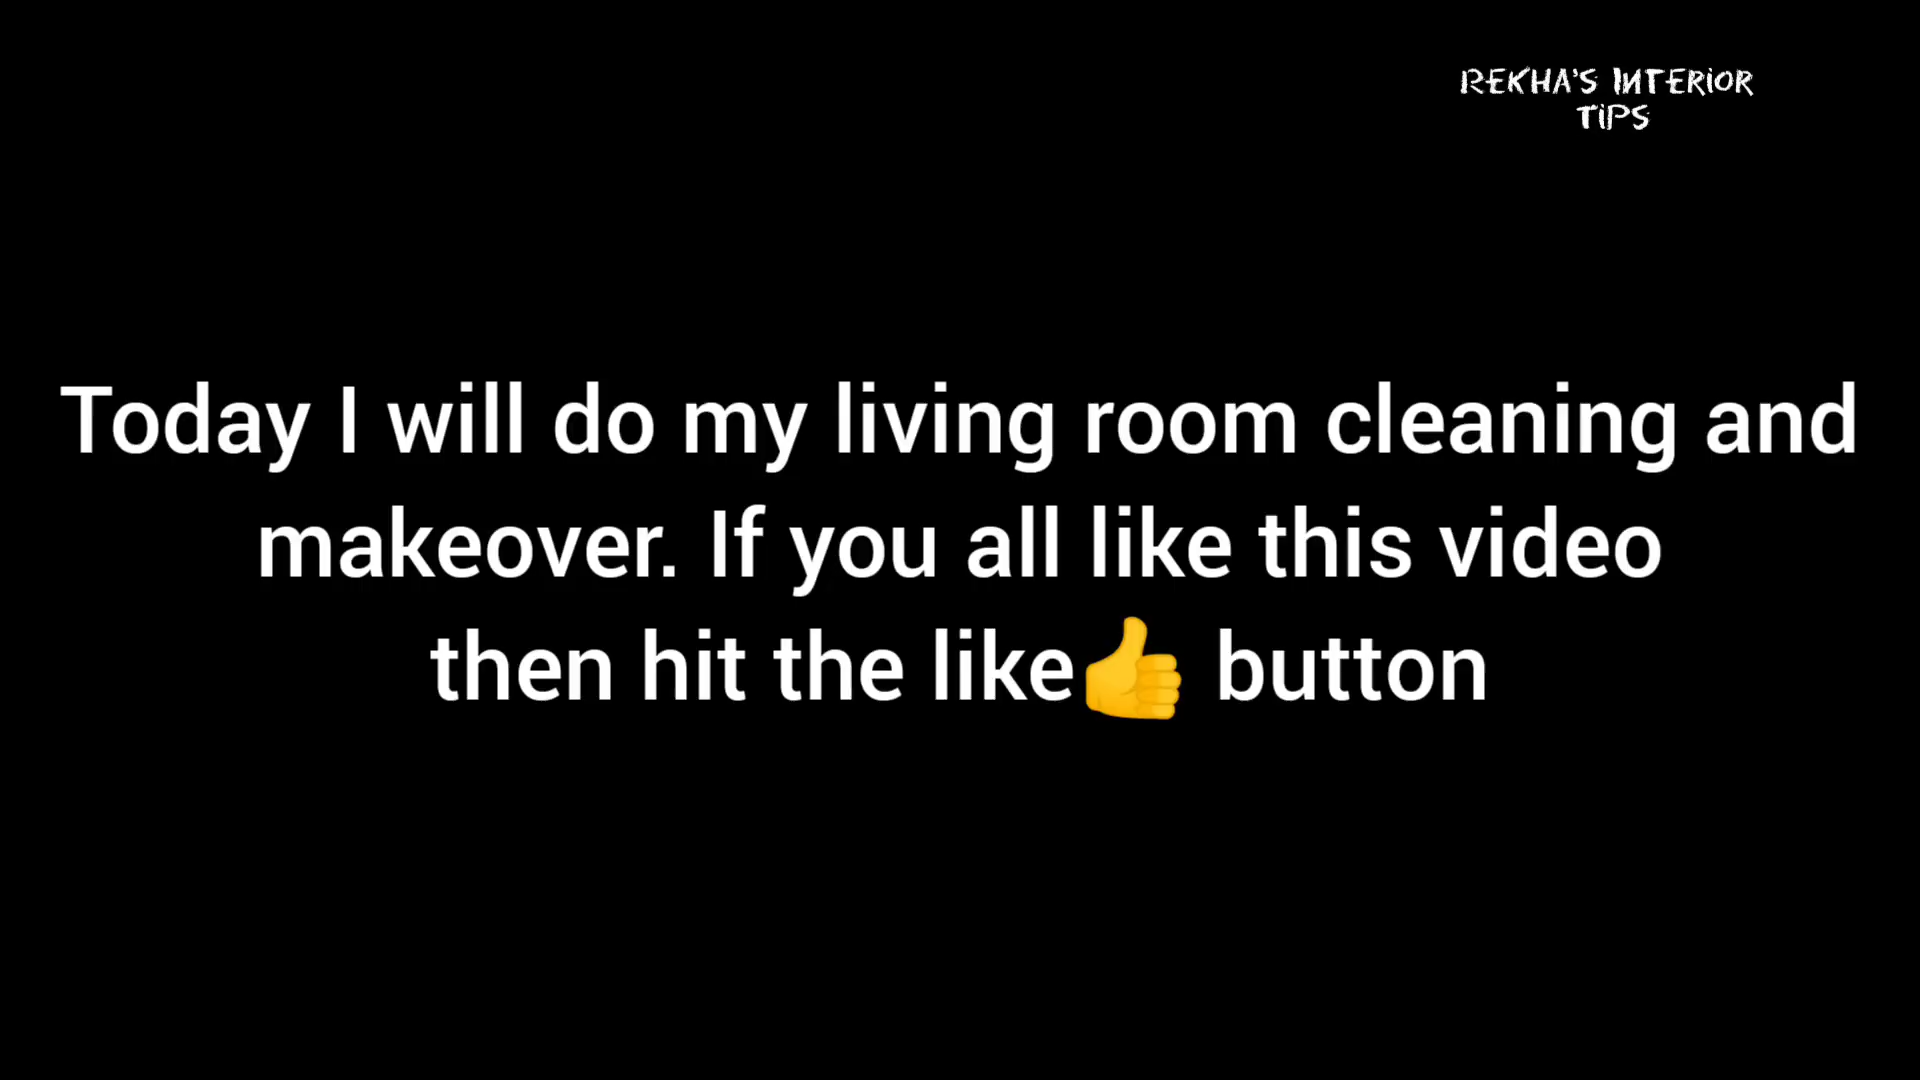 REKHA'S INTERIOR
TIPS
Today I will do my living room cleaning and
makeover. If you all like this video
then hit the like👍 button